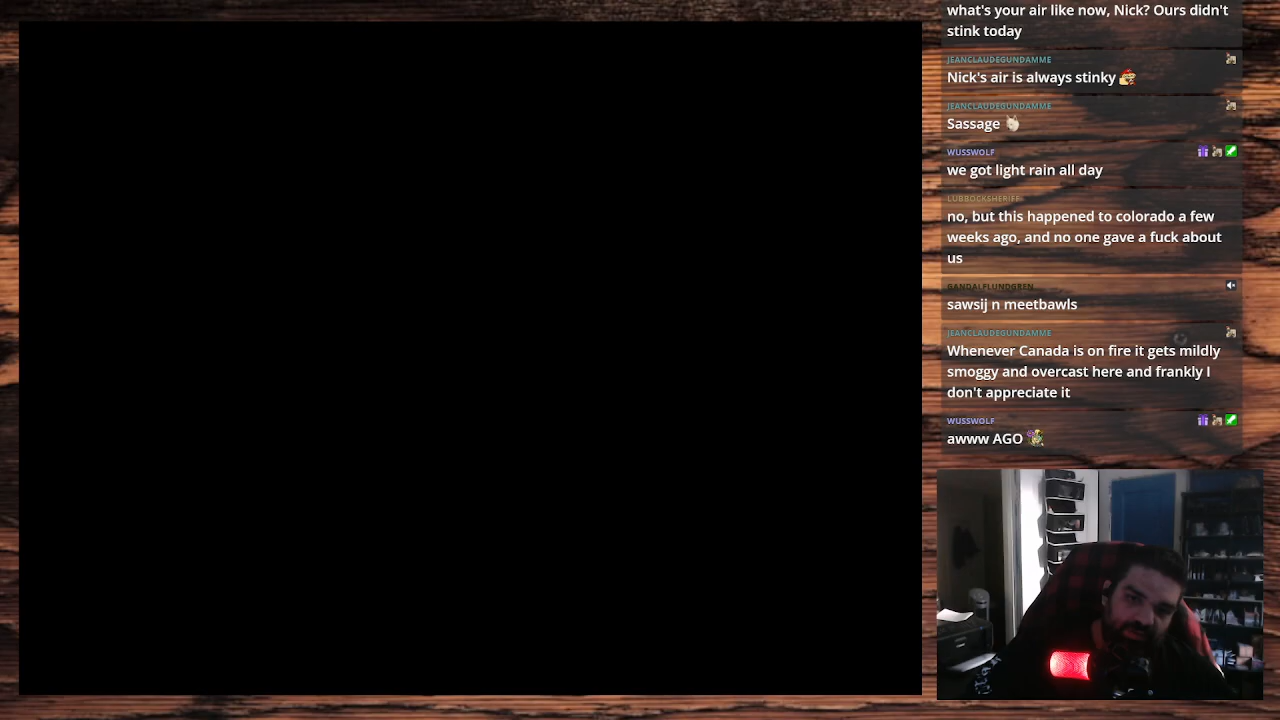 what's your air like now, Nick? Ours didn't
stink today
JEANCLAUDEGUNDAMME
Nick's air is always stinky
JEANCLAUDEGUNDAMME
Sassage
WUSSWOLF
we got light rain all day
LUBBOCKSHERIFF
no, but this happened to colorado a few
weeks ago, and no one gave a fuck about
us
GANDALFLUNDGREN
sawsij n meetbawls
JEANCLAUDEGUNDAMME
Whenever Canada is on fire it gets mildly
smoggy and overcast here and frankly I
don't appreciate it
WUSSWOLF
awww AGO